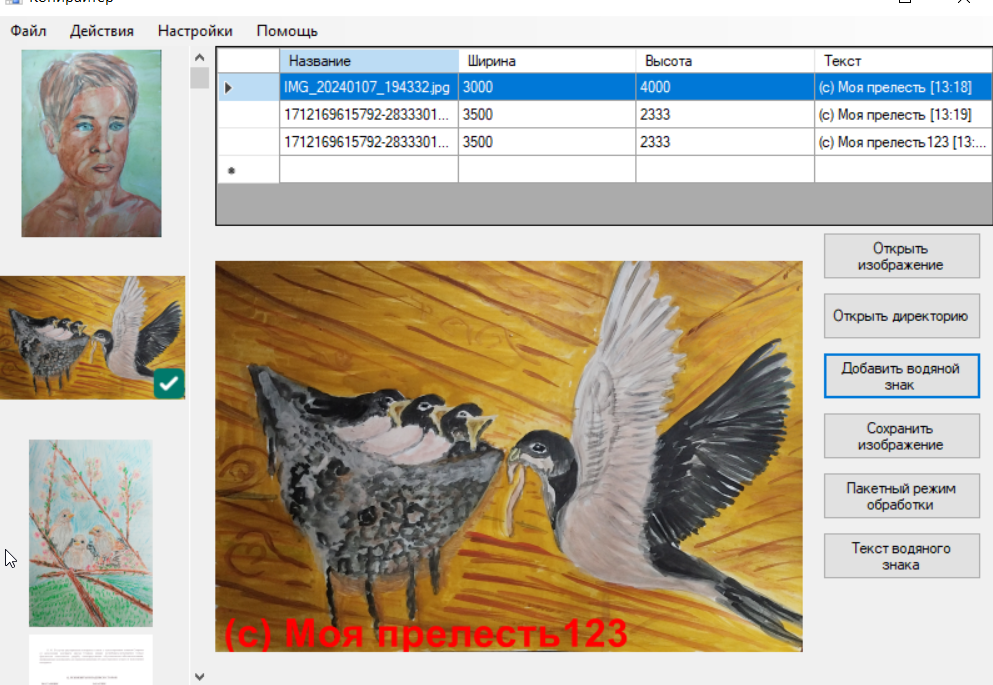 Копирайтер
Файл Действия Настройки Помощь
Название Ширина Высота Текст
IMG_20240107_194332.jpg 3000 4000 (с) Моя прелесть [13:18]
1712169615792-2833301... 3500 2333 (с) Моя прелесть [13:19]
1712169615792-2833301... 3500 2333 (с) Моя прелесть123 [13:...
Открыть
изображение
Открыть директорию
Добавить водяной
знак
Сохранить
изображение
Пакетный режим
обработки
Текст водяного
знака
(с) Моя прелесть123